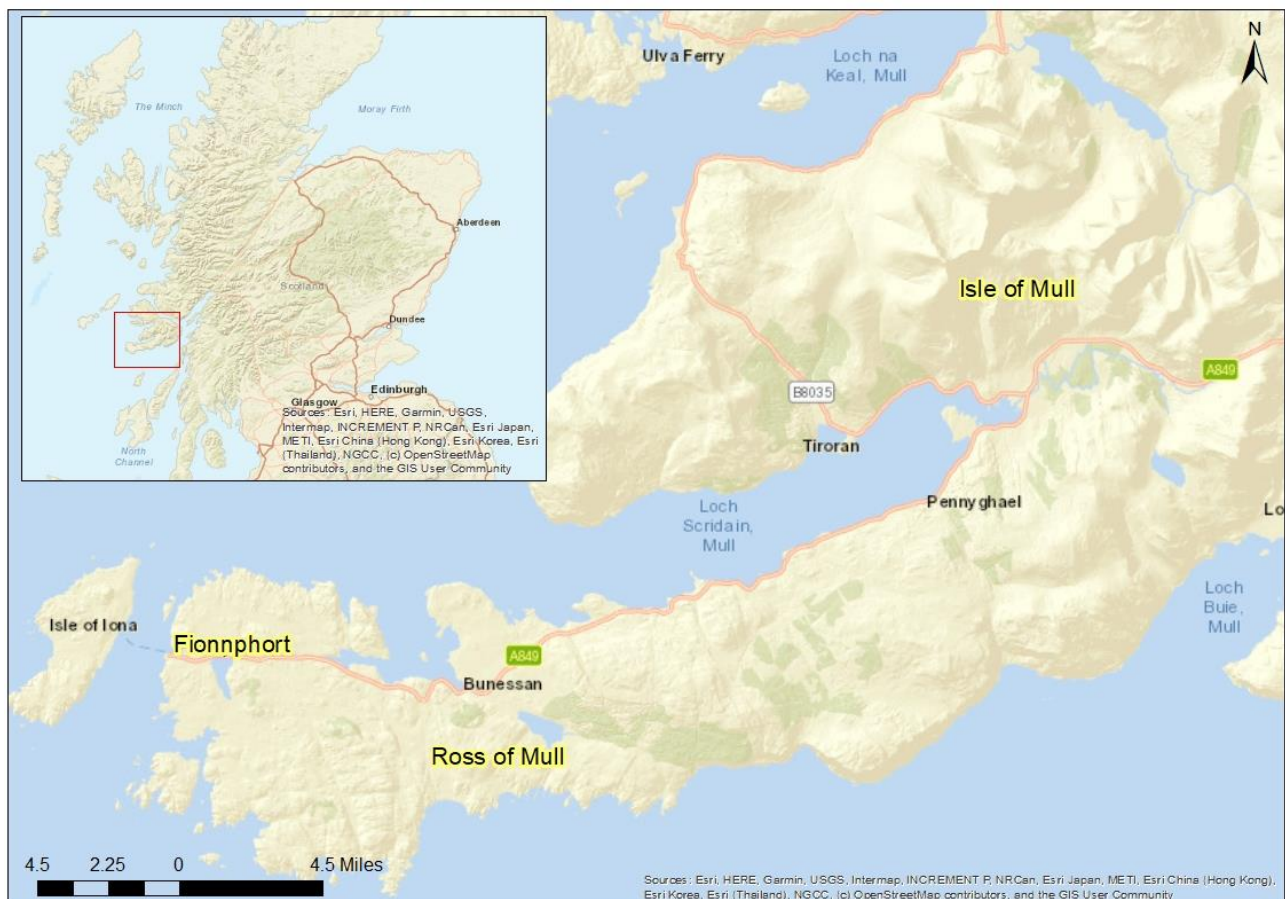 The Minch
Moray Firth
Aberdeen
Scotland
Dundee
Edinburgh
Glasgow
North
Channel
Sources: Esri, HERE, Garmin, USGS,
Intermap, INCREMENT P, NRCan, Esri Japan,
METI, Esri China (Hong Kong), Esri Korea, Esri
(Thailand), NGCC, (c) OpenStreetMap
contributors, and the GIS User Community
N
Ulva Ferry
Loch na
Keal, Mull
Isle of Mull
A849
B8035
Tiroran
Pennyghael
Loch
Scridain,
Mull
Lo
Loch
Buie,
Mull
Isle of Iona
Fionnphort
A849
Bunessan
Ross of Mull
4.5 2.25 0 4.5 Miles
Sources: Esri, HERE, Garmin, USGS, Intermap, INCREMENT P, NRCan, Esri Japan, METI, Esri China (Hong Kong),
Esri Korea, Esri (Thailand), NGCC, (c) OpenStreetMap contributors, and the GIS User Community